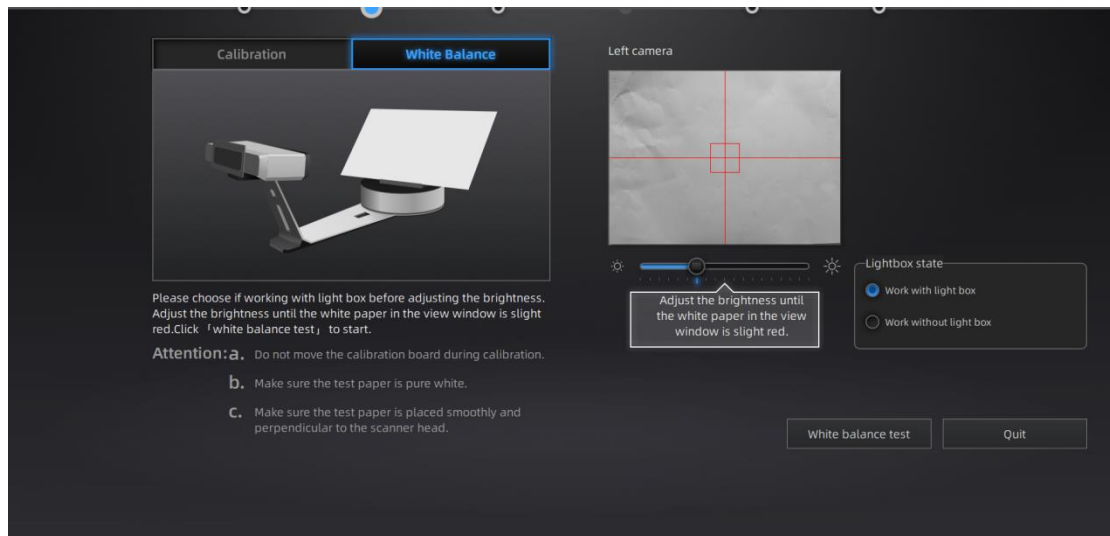 Calibration
White Balance
Please choose if working with light box before adjusting the brightness.
Adjust the brightness until the white paper in the view window is slight
red.Click 「white balance test」 to start.
Attention:a. Do not move the calibration board during calibration.
b. Make sure the test paper is pure white.
c. Make sure the test paper is placed smoothly and
perpendicular to the scanner head.
Left camera
Adjust the brightness until
the white paper in the view
window is slight red.
Lightbox state
Work with light box
Work without light box
White balance test
Quit